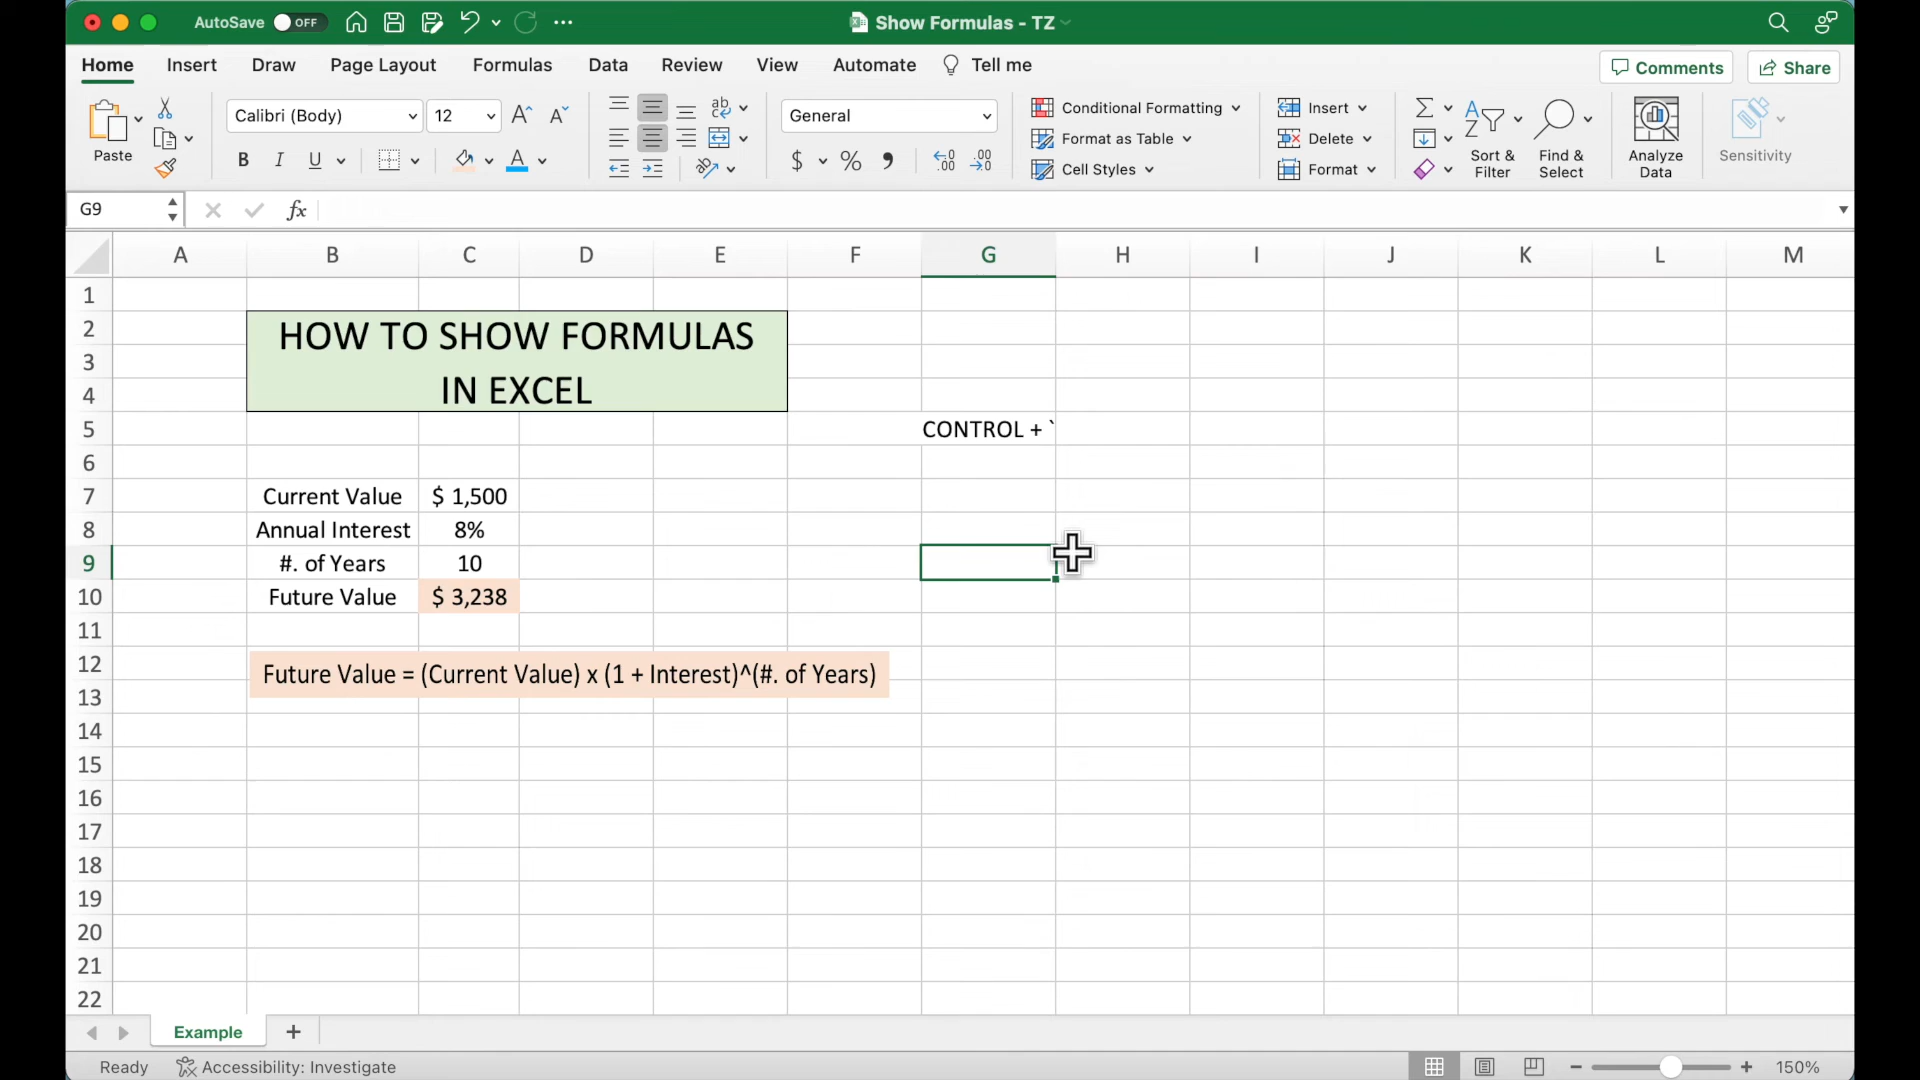 AutoSave OFF
Show Formulas - TZ
Home Insert Draw Page Layout Formulas Data Review View Automate Tell me Comments Share
Paste
Calibri (Body) 12
B I U A
ab
General
$ % 9
Conditional Formatting
Format as Table
Cell Styles
Insert
Delete
Format
Sort & Filter
Find & Select
Analyze Data
Sensitivity
G9 fx
A B C D E F G H I J K L M
1
2 HOW TO SHOW FORMULAS
3
4 IN EXCEL
5 CONTROL + `
6
7 Current Value $ 1,500
8 Annual Interest 8%
9 #. of Years 10
10 Future Value $ 3,238
11
12 Future Value = (Current Value) x (1 + Interest)^(#. of Years)
13
14
15
16
17
18
19
20
21
22
Example
Ready Accessibility: Investigate 150%